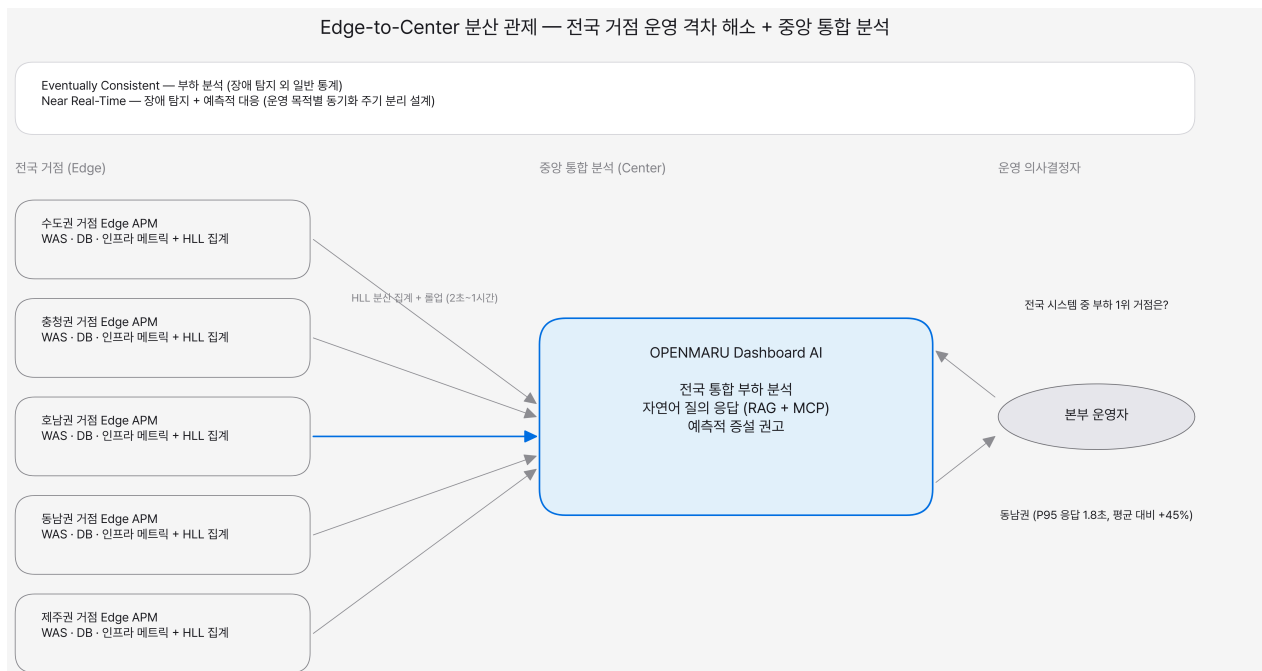 Edge-to-Center 분산 관제 — 전국 거점 운영 격차 해소 + 중앙 통합 분석
Eventually Consistent — 부하 분석 (장애 탐지 외 일반 통계)
Near Real-Time — 장애 탐지 + 예측적 대응 (운영 목적별 동기화 주기 분리 설계)
전국 거점 (Edge)
중앙 통합 분석 (Center)
운영 의사결정자
수도권 거점 Edge APM
WAS · DB · 인프라 메트릭 + HLL 집계
HLL 분산 집계 + 롤업 (2초~1시간)
충청권 거점 Edge APM
WAS · DB · 인프라 메트릭 + HLL 집계
호남권 거점 Edge APM
WAS · DB · 인프라 메트릭 + HLL 집계
동남권 거점 Edge APM
WAS · DB · 인프라 메트릭 + HLL 집계
제주권 거점 Edge APM
WAS · DB · 인프라 메트릭 + HLL 집계
OPENMARU Dashboard AI
전국 통합 부하 분석
자연어 질의 응답 (RAG + MCP)
예측적 증설 권고
전국 시스템 중 부하 1위 거점은?
본부 운영자
동남권 (P95 응답 1.8초, 평균 대비 +45%)